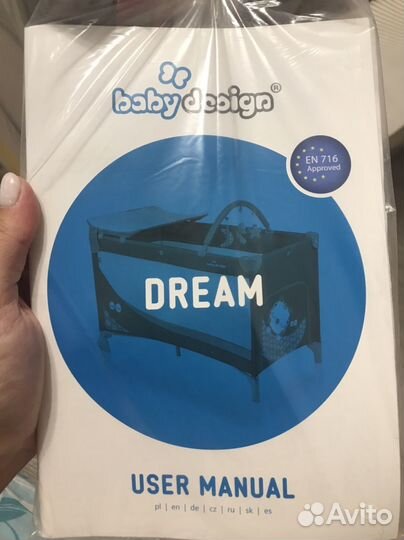 baby design®
EN 716
Approved
DREAM
USER MANUAL
pl | en | de | cz | ru | sk | es
Avito